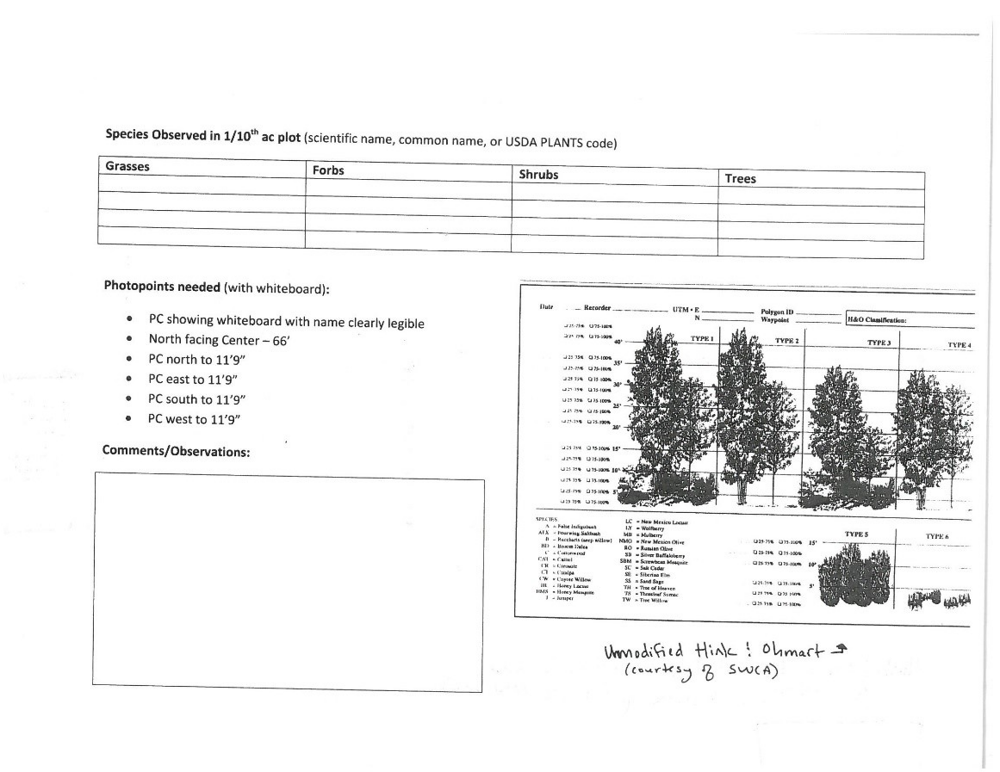 Species Observed in 1/10th ac plot (scientific name, common name, or USDA PLANTS code)
Grasses Forbs Shrubs Trees
Photopoints needed (with whiteboard):
• PC showing whiteboard with name clearly legible
• North facing Center – 66'
• PC north to 11'9"
• PC east to 11'9"
• PC south to 11'9"
• PC west to 11'9"
Comments/Observations:
Date Recorder UTM • E Polygon ID
N Waypoint H&O Classification:
25-75% 75-100%
25-75% 75-100% 40' TYPE 1 TYPE 2 TYPE 3 TYPE 4
25-75% 75-100% 35'
25-75% 75-100%
25-75% 75-100% 30'
25-75% 75-100%
25-75% 75-100% 25'
25-75% 75-100%
25-75% 75-100% 20'
25-75% 75-100% 15'
25-75% 75-100%
25-75% 75-100% 10'
25-75% 75-100%
25-75% 75-100% 5'
25-75% 75-100%
SPECIES
A = False Indigobush
ATX = Fourwing Saltbush
B = Baccharis (seep willow)
BD = Broom Dalea
C = Cottonwood
CAT = Cattail
CR = Creosote
CT = Catalpa
CW = Coyote Willow
HL = Honey Locust
HMS = Honey Mesquite
J = Juniper
LC = New Mexico Locust
LY = Wolfberry
MB = Mulberry
NMO = New Mexico Olive
RO = Russian Olive
SB = Silver Buffaloberry
SBM = Screwbean Mesquite
SC = Salt Cedar
SE = Siberian Elm
SS = Sand Sage
TH = Tree of Heaven
TS = Threeleaf Sumac
TW = Tree Willow
TYPE 5 TYPE 6
25-75% 75-100% 15'
25-75% 75-100%
25-75% 75-100% 10'
25-75% 75-100% 5'
25-75% 75-100%
25-75% 75-100%
Unmodified Hink & Ohmart
(courtesy of SWCA)